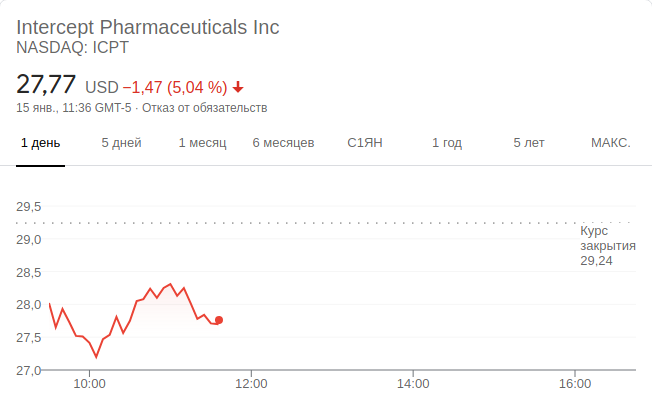 Intercept Pharmaceuticals Inc
NASDAQ: ICPT
27,77 USD −1,47 (5,04 %)
15 янв., 11:36 GMT-5 · Отказ от обязательств
1 день 5 дней 1 месяц 6 месяцев С1ЯН 1 год 5 лет МАКС.
29,5
29,0
28,5
28,0
27,5
27,0
Курс
закрытия
29,24
10:00 12:00 14:00 16:00